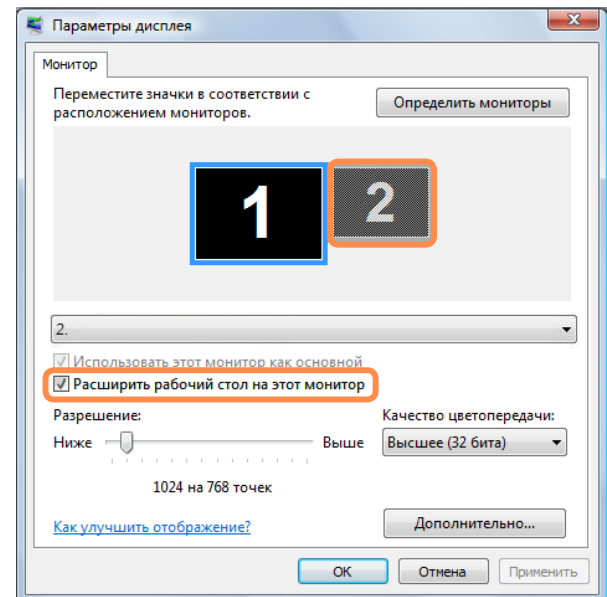 Параметры дисплея
Монитор
Переместите значки в соответствии с
расположением мониторов.
Определить мониторы
1
2
2.
Использовать этот монитор как основной
Расширить рабочий стол на этот монитор
Разрешение:
Качество цветопередачи:
Ниже
Выше
Высшее (32 бита)
1024 на 768 точек
Как улучшить отображение?
Дополнительно...
ОК
Отмена
Применить